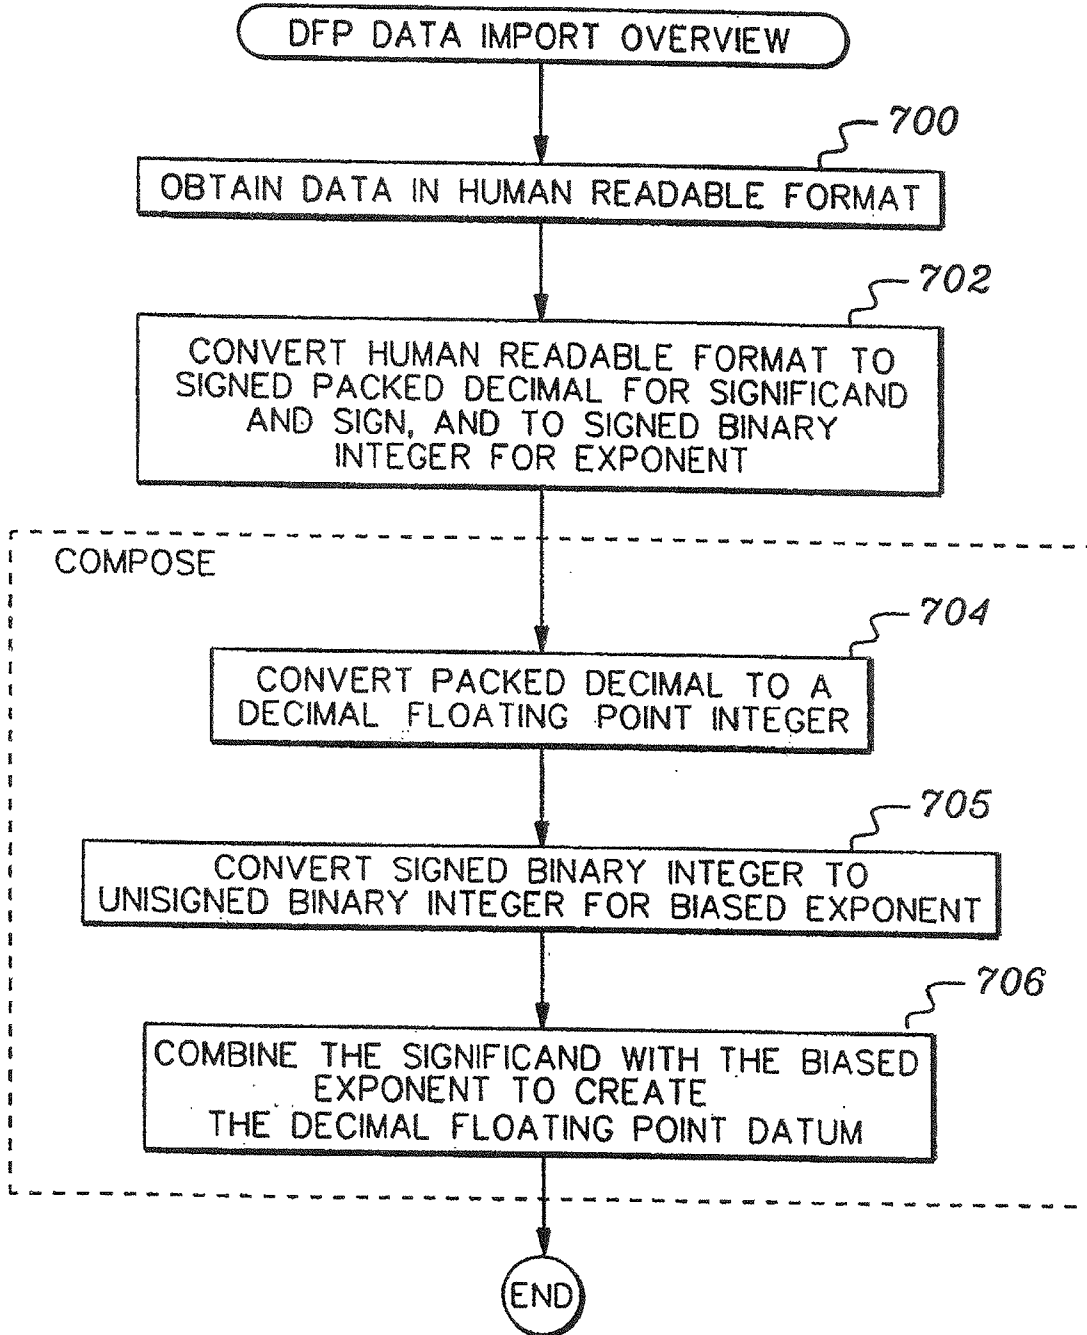 DFP DATA IMPORT OVERVIEW
700
OBTAIN DATA IN HUMAN READABLE FORMAT
702
CONVERT HUMAN READABLE FORMAT TO
SIGNED PACKED DECIMAL FOR SIGNIFICAND
AND SIGN, AND TO SIGNED BINARY
INTEGER FOR EXPONENT
COMPOSE
704
CONVERT PACKED DECIMAL TO A
DECIMAL FLOATING POINT INTEGER
705
CONVERT SIGNED BINARY INTEGER TO
UNISIGNED BINARY INTEGER FOR BIASED EXPONENT
706
COMBINE THE SIGNIFICAND WITH THE BIASED
EXPONENT TO CREATE
THE DECIMAL FLOATING POINT DATUM
END